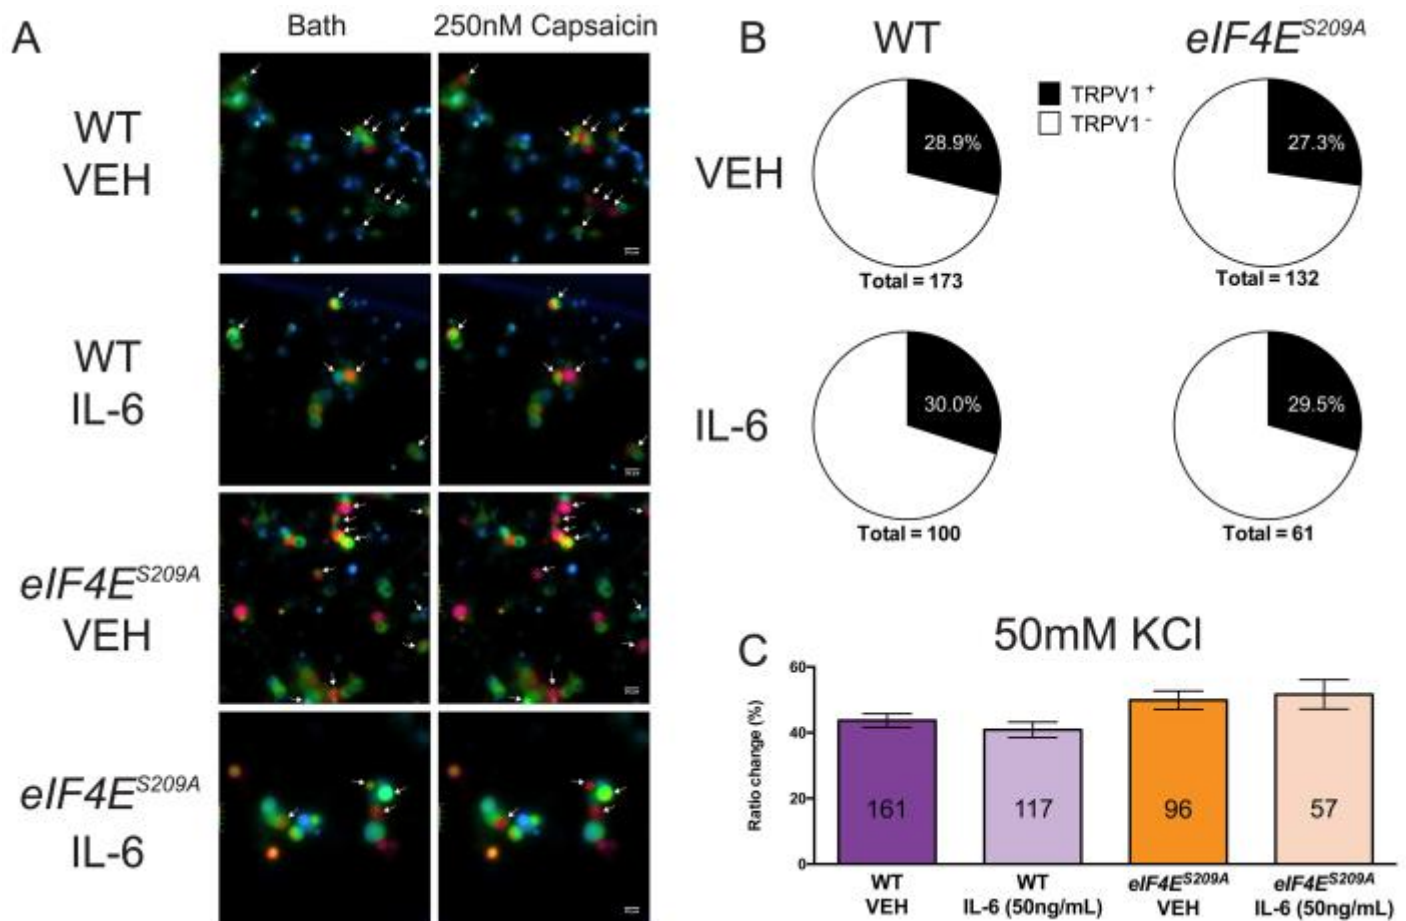 A
Bath
250nM Capsaicin
WT
VEH
WT
IL-6
eIF4E^S209A
VEH
eIF4E^S209A
IL-6
B
WT
eIF4E^S209A
TRPV1 +
TRPV1 -
VEH
28.9%
27.3%
Total = 173
Total = 132
IL-6
30.0%
29.5%
Total = 100
Total = 61
C
50mM KCl
Ratio change (%)
60
40
20
0
161
117
96
57
WT
VEH
WT
IL-6 (50ng/mL)
eIF4E^S209A
VEH
eIF4E^S209A
IL-6 (50ng/mL)